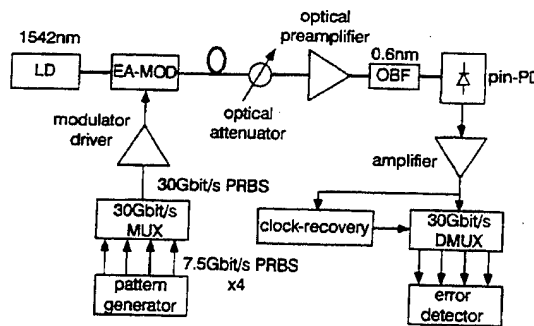 1542nm
LD
EA-MOD
optical
preamplifier
0.6nm
OBF
pin-PD
optical
attenuator
modulator
driver
amplifier
30Gbit/s PRBS
30Gbit/s
MUX
clock-recovery
30Gbit/s
DMUX
7.5Gbit/s PRBS
x4
pattern
generator
error
detector